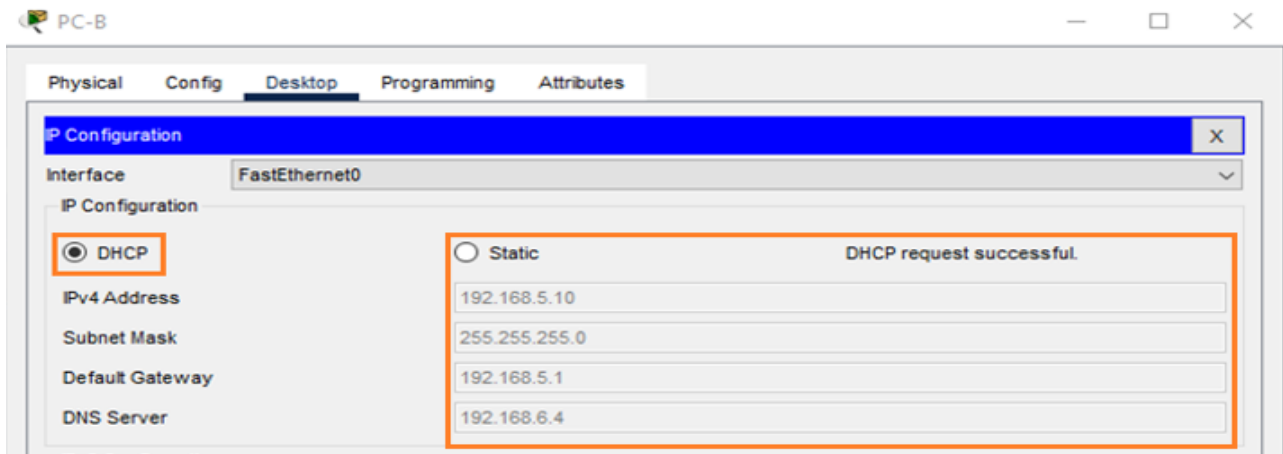 PC-B
Physical Config Desktop Programming Attributes
IP Configuration X
Interface FastEthernet0
IP Configuration
DHCP Static DHCP request successful.
IPv4 Address 192.168.5.10
Subnet Mask 255.255.255.0
Default Gateway 192.168.5.1
DNS Server 192.168.6.4